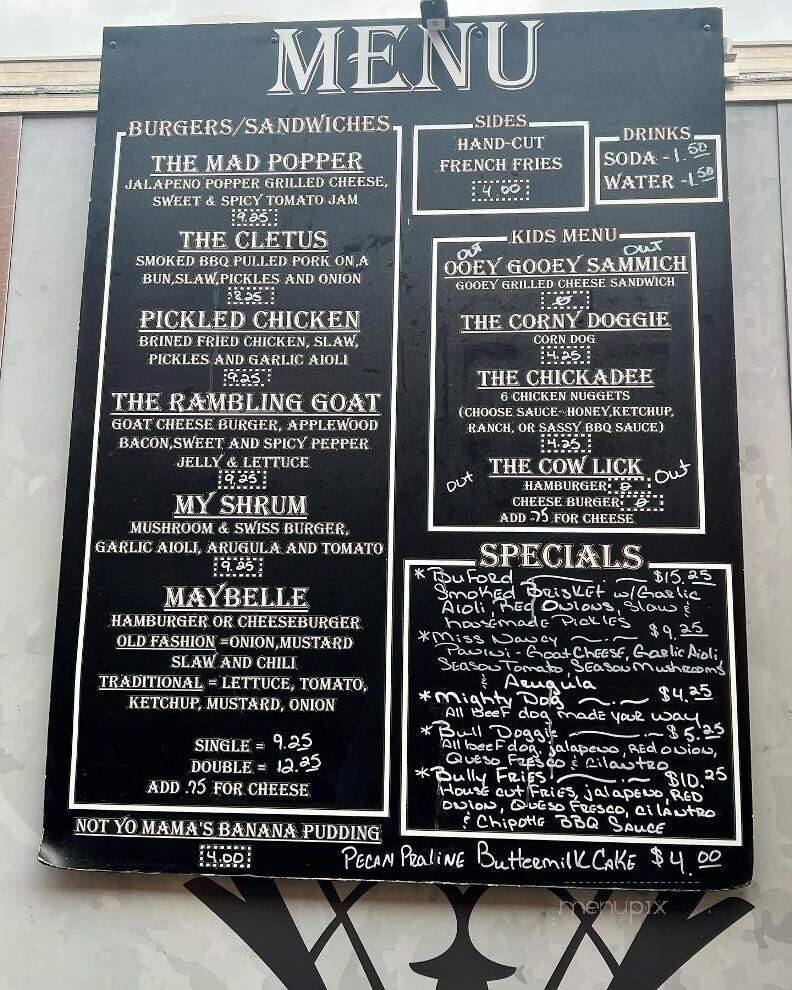 MENU
BURGERS/SANDWICHES
THE MAD POPPER
JALAPENO POPPER GRILLED CHEESE,
SWEET & SPICY TOMATO JAM
9.25
THE CLETUS
SMOKED BBQ PULLED PORK ON,A
BUN,SLAW,PICKLES AND ONION
8.25
PICKLED CHICKEN
BRINED FRIED CHICKEN, SLAW,
PICKLES AND GARLIC AIOLI
9.25
THE RAMBLING GOAT
GOAT CHEESE BURGER, APPLEWOOD
BACON,SWEET AND SPICY PEPPER
JELLY & LETTUCE
9.25
MY SHRUM
MUSHROOM & SWISS BURGER,
GARLIC AIOLI, ARUGULA AND TOMATO
9.25
MAYBELLE
HAMBURGER OR CHEESEBURGER
OLD FASHION =ONION,MUSTARD
SLAW AND CHILI
TRADITIONAL = LETTUCE, TOMATO,
KETCHUP, MUSTARD, ONION
SINGLE = 9.25
DOUBLE = 12.25
ADD .75 FOR CHEESE
NOT YO MAMA'S BANANA PUDDING
4.00
SIDES
HAND-CUT
FRENCH FRIES
4.00
DRINKS
SODA - 1.50
WATER - 1.50
KIDS MENU
OUT OUT
OOEY GOOEY SAMMICH
GOOEY GRILLED CHEESE SANDWICH
THE CORNY DOGGIE
CORN DOG
4.25
THE CHICKADEE
6 CHICKEN NUGGETS
(CHOOSE SAUCE- HONEY,KETCHUP,
RANCH, OR SASSY BBQ SAUCE)
4.25
THE COW LICK
OUT HAMBURGER: OUT
CHEESE BURGER:
ADD .75 FOR CHEESE
SPECIALS
* Buford $15.25
Smoked Brisket w/Garlic
Aioli, Red Onions, Slaw &
housemade Pickles
* Miss Nancy $9.25
Panini - Goat Cheese, Garlic Aioli,
Season Tomato Season Mushrooms
& Arugula
* Mighty Dog $4.25
All Beef dog made your way
* Bull Doggie $5.25
All beef dog, jalapeno, Red onion,
Queso Fresco & cilantro
* Bully Fries $10.25
House cut Fries, jalapeno, Red
onion, Queso Fresco, cilantro
& Chipotle BBQ Sauce
Pecan Praline Buttermilk Cake $4.00
menupix